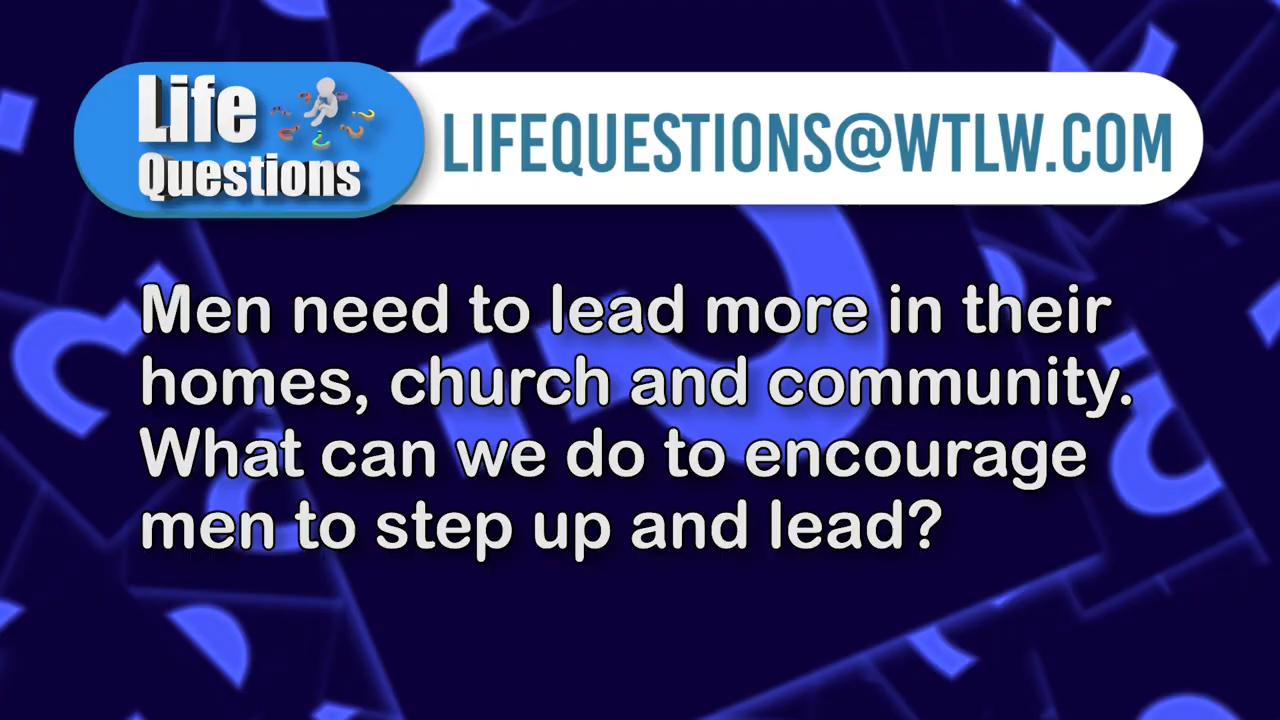 Life
Questions
LIFEQUESTIONS@WTLW.COM
Men need to lead more in their
homes, church and community.
What can we do to encourage
men to step up and lead?